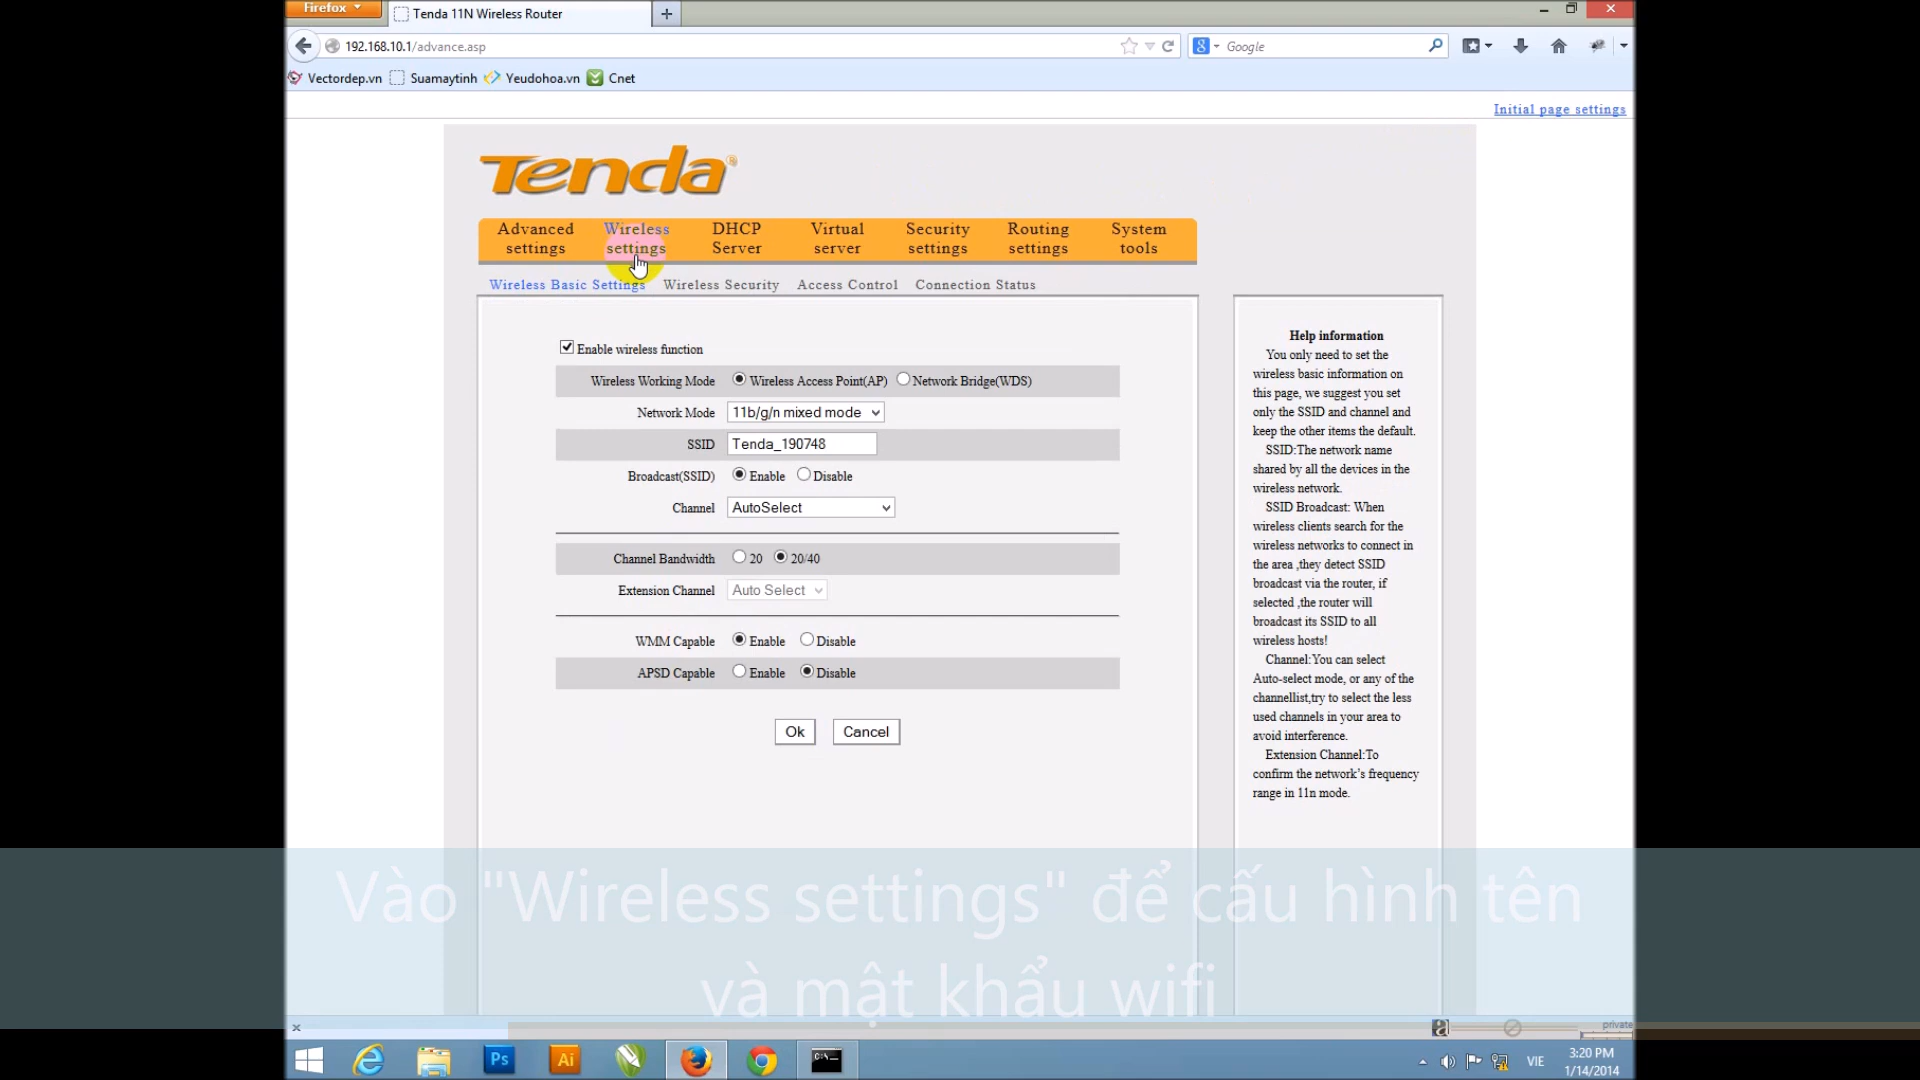 Firefox
Tenda 11N Wireless Router
192.168.10.1/advance.asp
Google
Vectordep.vn Suamaytinh Yeudohoa.vn Cnet
Initial page settings
Tenda®
Advanced settings
Wireless settings
DHCP Server
Virtual server
Security settings
Routing settings
System tools
Wireless Basic Settings Wireless Security Access Control Connection Status
Enable wireless function
Wireless Working Mode Wireless Access Point(AP) Network Bridge(WDS)
Network Mode 11b/g/n mixed mode
SSID Tenda_190748
Broadcast(SSID) Enable Disable
Channel AutoSelect
Channel Bandwidth 20 20/40
Extension Channel Auto Select
WMM Capable Enable Disable
APSD Capable Enable Disable
Ok Cancel
Help information
You only need to set the
wireless basic information on
this page, we suggest you set
only the SSID and channel and
keep the other items the default.
SSID:The network name
shared by all the devices in the
wireless network.
SSID Broadcast: When
wireless clients search for the
wireless networks to connect in
the area ,they detect SSID
broadcast via the router, if
selected ,the router will
broadcast its SSID to all
wireless hosts!
Channel:You can select
Auto-select mode, or any of the
channellist,try to select the less
used channels in your area to
avoid interference.
Extension Channel:To
confirm the network's frequency
range in 11n mode.
Vào "Wireless settings" để cấu hình tên
và mật khẩu wifi
private
Ps Ai C:\.
VIE
3:20 PM
1/14/2014